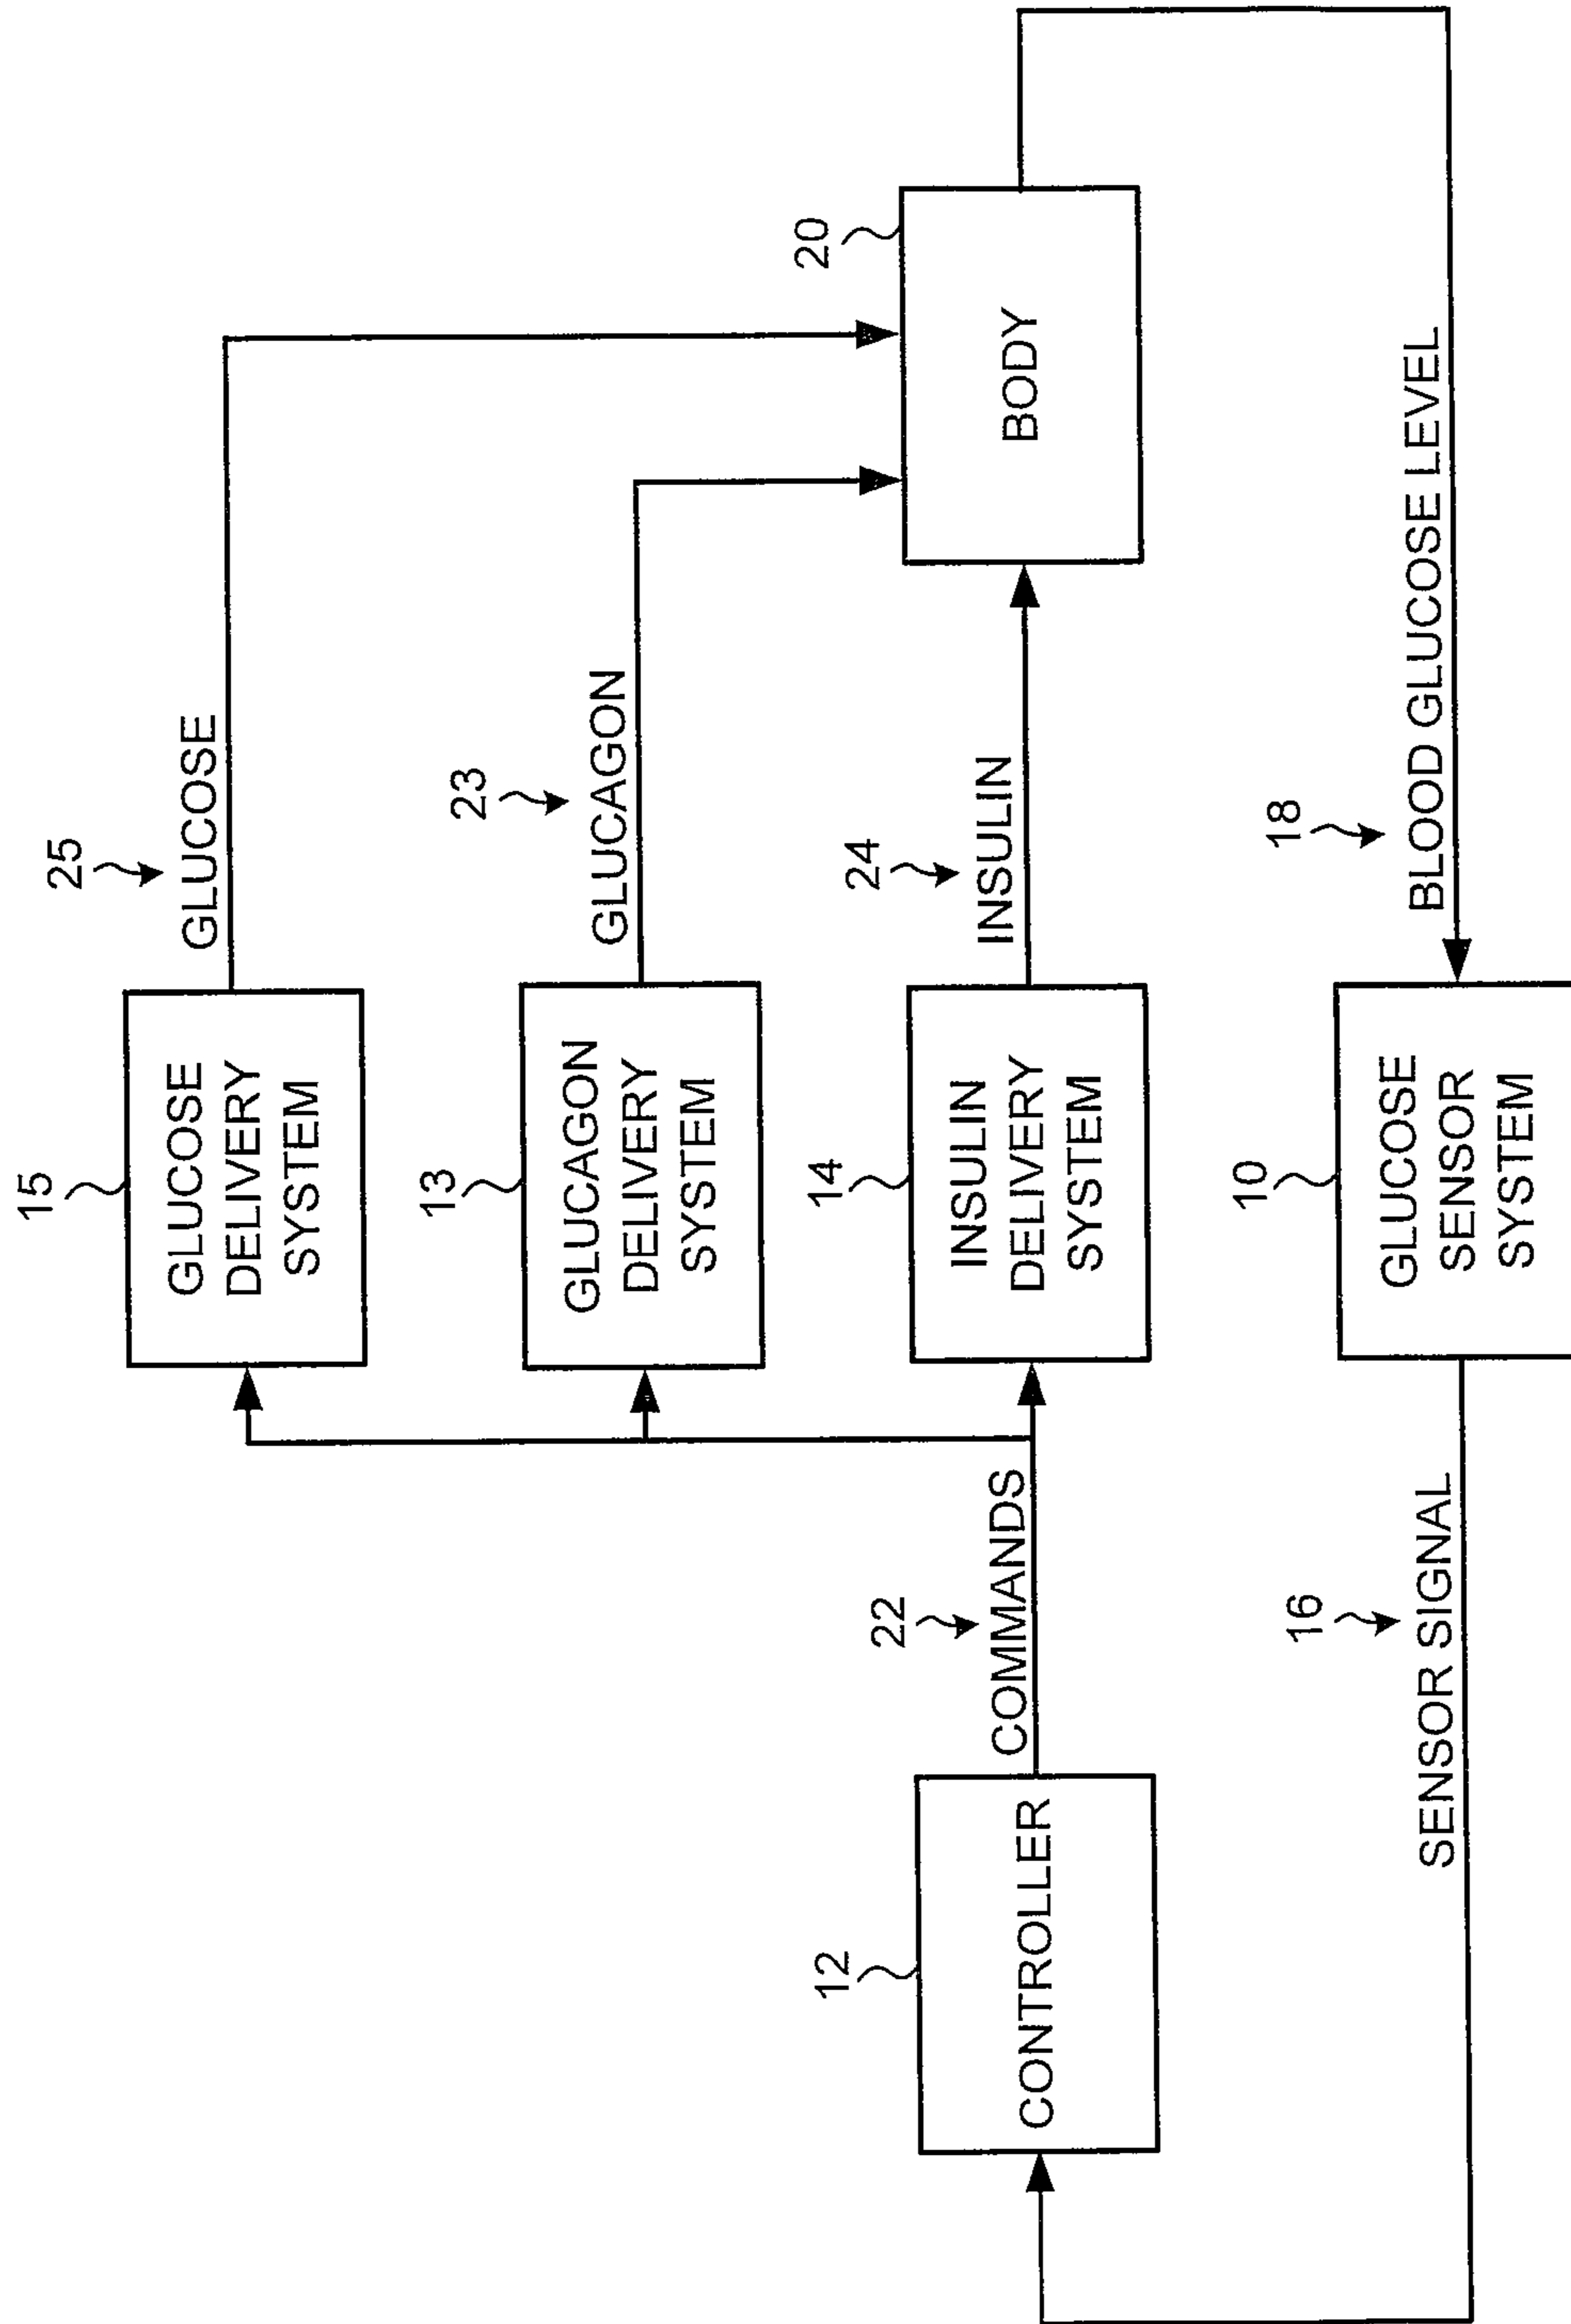 15
GLUCOSE
DELIVERY
SYSTEM
25
GLUCOSE
13
GLUCAGON
DELIVERY
SYSTEM
23
GLUCAGON
12
CONTROLLER
22
COMMANDS
14
INSULIN
DELIVERY
SYSTEM
24
INSULIN
20
BODY
16
SENSOR SIGNAL
10
GLUCOSE
SENSOR
SYSTEM
18
BLOOD GLUCOSE LEVEL